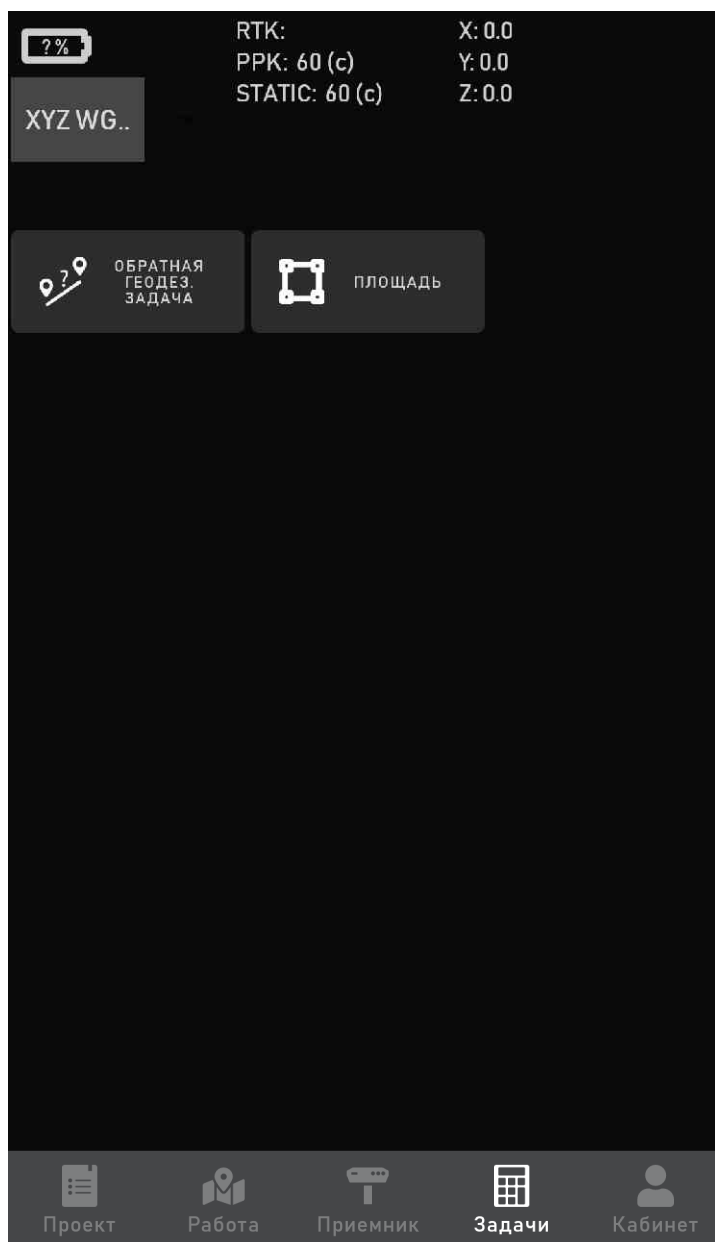 ?%
RTK:
PPK: 60 (c)
STATIC: 60 (c)
X: 0.0
Y: 0.0
Z: 0.0
XYZ WG..
?
ОБРАТНАЯ
ГЕОДЕЗ.
ЗАДАЧА
ПЛОЩАДЬ
Проект
Работа
Приемник
Задачи
Кабинет